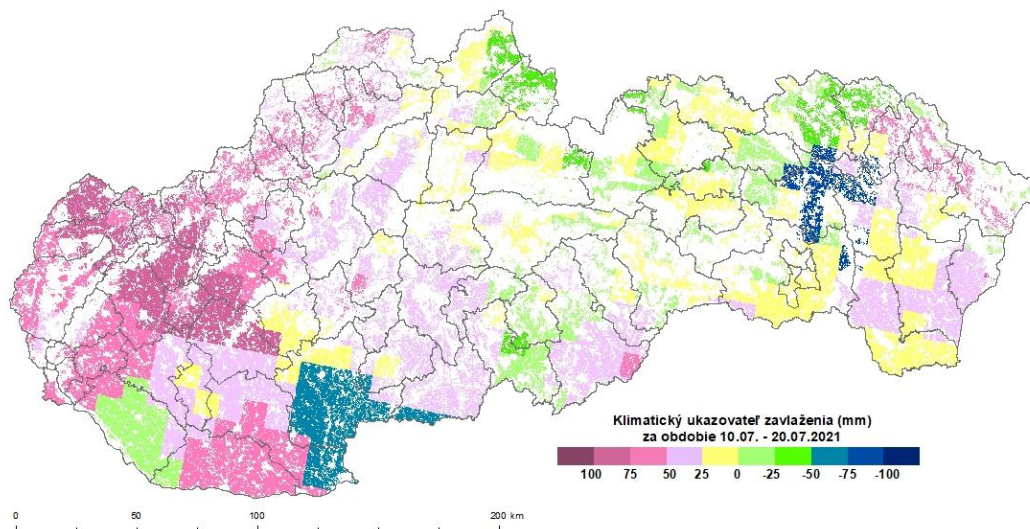 Klimatický ukazovateľ zavlaženia (mm)
za obdobie 10.07. - 20.07.2021
100 75 50 25 0 -25 -50 -75 -100
0 50 100 200 km